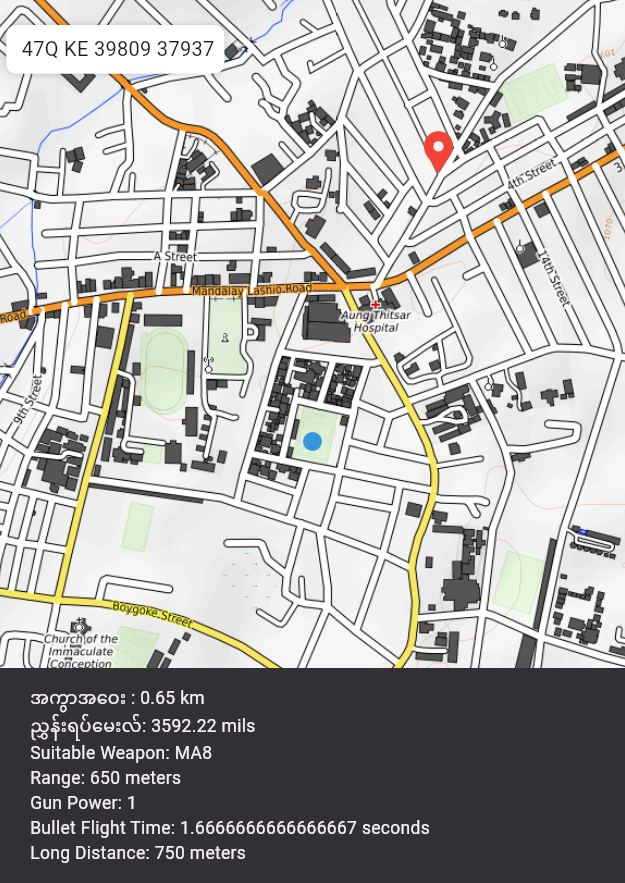 47Q KE 39809 37937
1071
4th Street
3
1070
14th Street
A Street
Mandalay Lashio Road
Road
Aung Thitsar
Hospital
9th Street
Boygoke Street
Church of the
Immaculate
Conception
အကွာအဝေး : 0.65 km
ညွှန်းရပ်မေးလ်: 3592.22 mils
Suitable Weapon: MA8
Range: 650 meters
Gun Power: 1
Bullet Flight Time: 1.6666666666666667 seconds
Long Distance: 750 meters